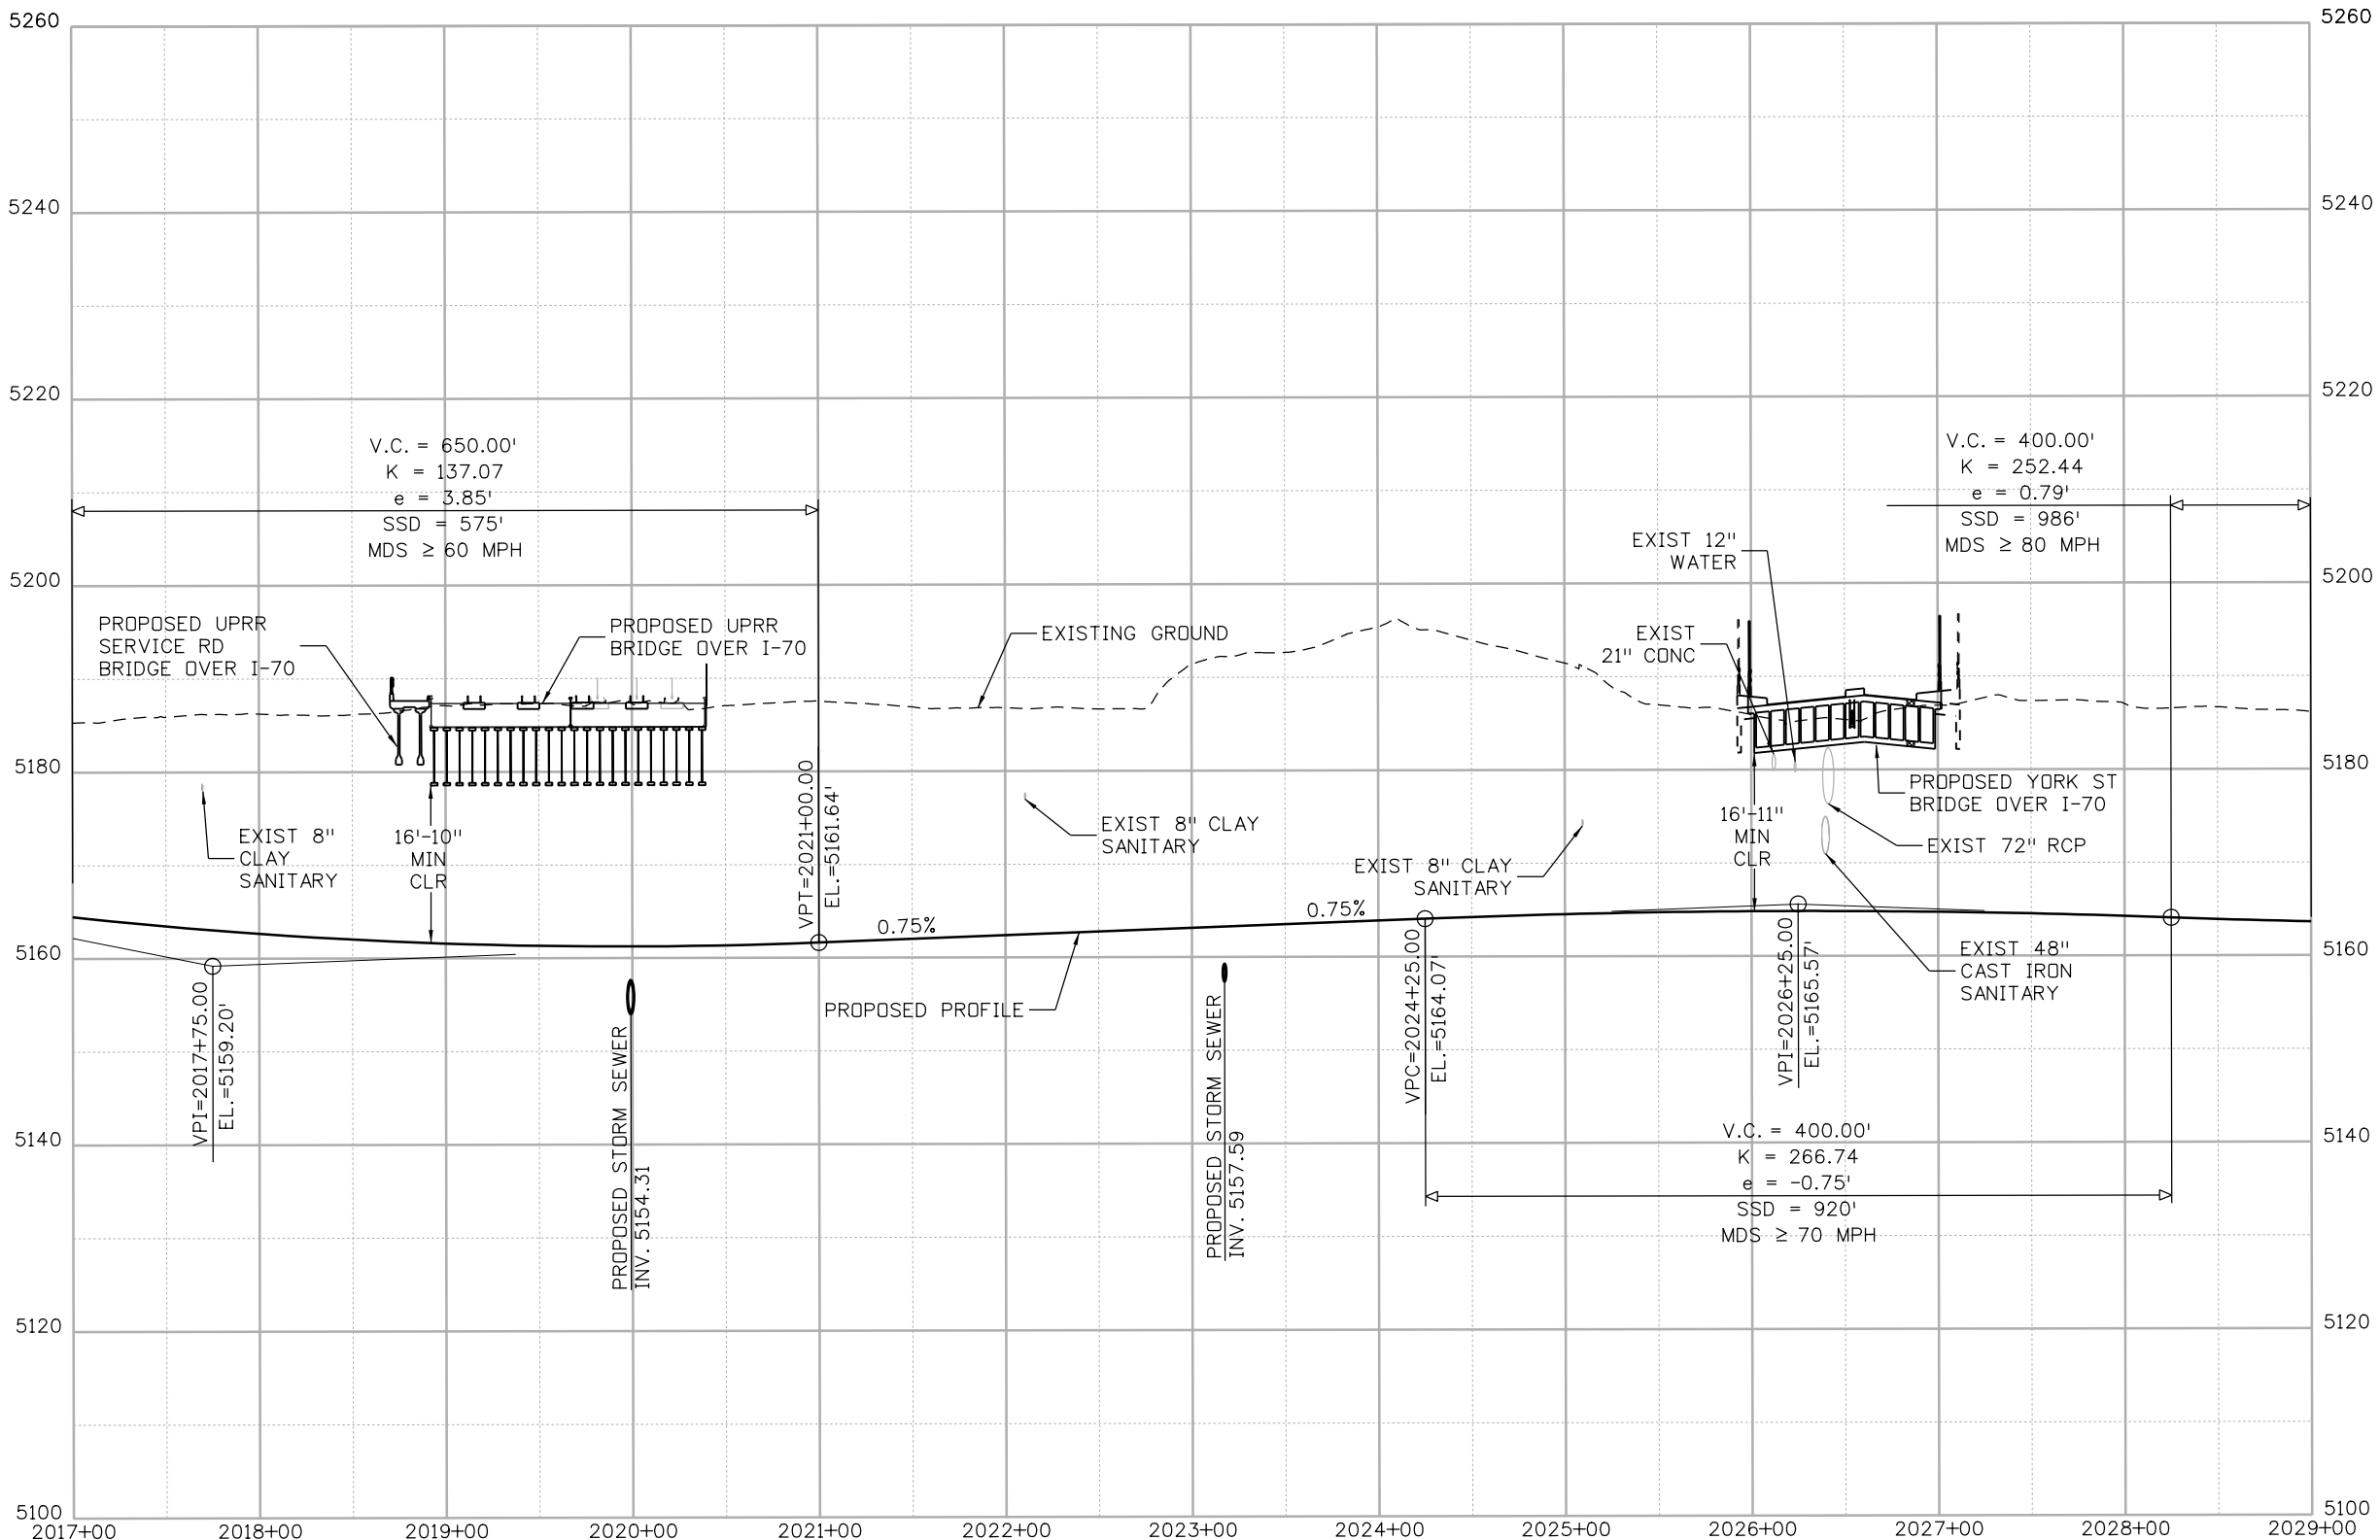 5260
5260
5240
5240
5220
5220
V.C. = 650.00'
K = 137.07
e = 3.85'
SSD = 575'
MDS ≥ 60 MPH
V.C. = 400.00'
K = 252.44
e = 0.79'
SSD = 986'
MDS ≥ 80 MPH
5200
5200
EXIST 12"
WATER
PROPOSED UPRR
SERVICE RD
BRIDGE OVER I-70
PROPOSED UPRR
BRIDGE OVER I-70
EXISTING GROUND
EXIST
21" CONC
5180
5180
EXIST 8"
CLAY
SANITARY
16'-10"
MIN
CLR
VPT=2021+00.00
EL.=5161.64'
EXIST 8" CLAY
SANITARY
EXIST 8" CLAY
SANITARY
16'-11"
MIN
CLR
PROPOSED YORK ST
BRIDGE OVER I-70
EXIST 72" RCP
0.75%
0.75%
5160
5160
VPI=2017+75.00
EL.=5159.20'
PROPOSED STORM SEWER
INV. 5154.31
PROPOSED PROFILE
PROPOSED STORM SEWER
INV. 5157.59
VPC=2024+25.00
EL.=5164.07'
VPI=2026+25.00
EL.=5165.57'
EXIST 48"
CAST IRON
SANITARY
5140
5140
V.C. = 400.00'
K = 266.74
e = -0.75'
SSD = 920'
MDS ≥ 70 MPH
5120
5120
5100
5100
2017+00 2018+00 2019+00 2020+00 2021+00 2022+00 2023+00 2024+00 2025+00 2026+00 2027+00 2028+00 2029+00